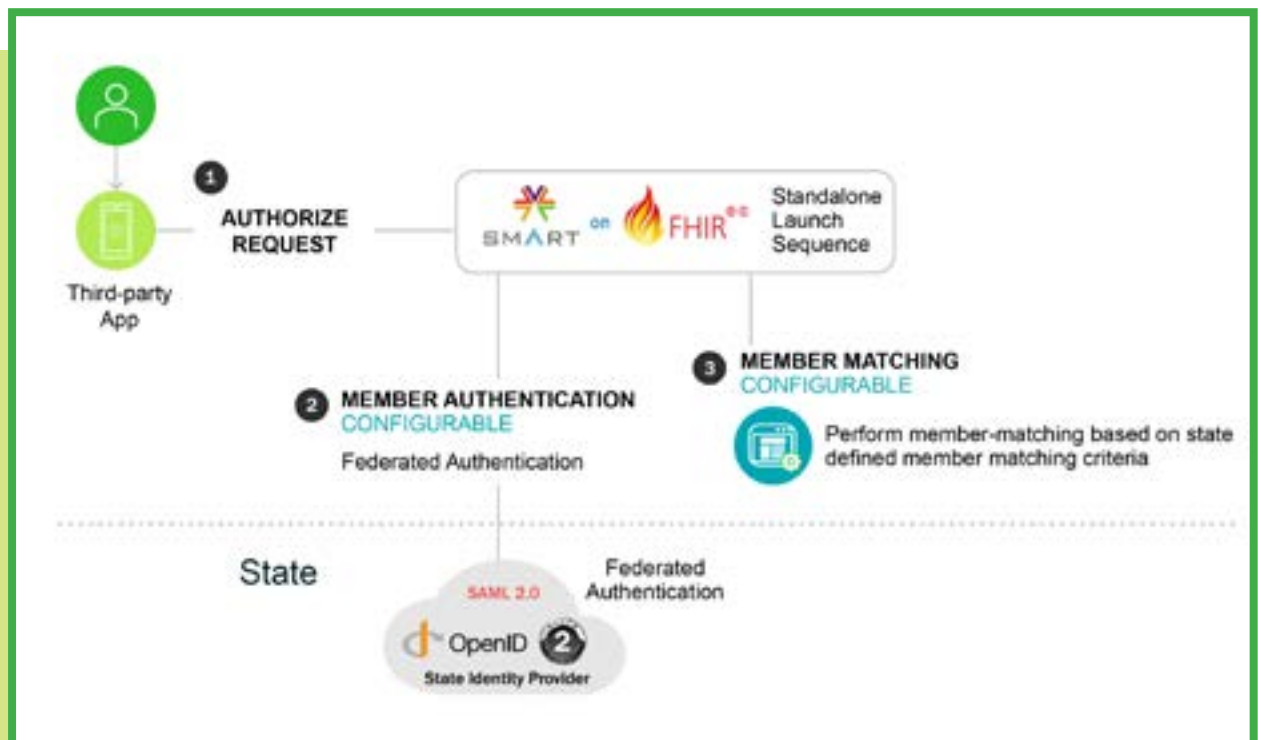 1
AUTHORIZE
REQUEST
SMART on FHIR
Standalone
Launch
Sequence
Third-party
App
2 MEMBER AUTHENTICATION
CONFIGURABLE
Federated Authentication
3 MEMBER MATCHING
CONFIGURABLE
Perform member-matching based on state
defined member matching criteria
State
Federated
Authentication
SAML 2.0
OpenID 2
State Identity Provider